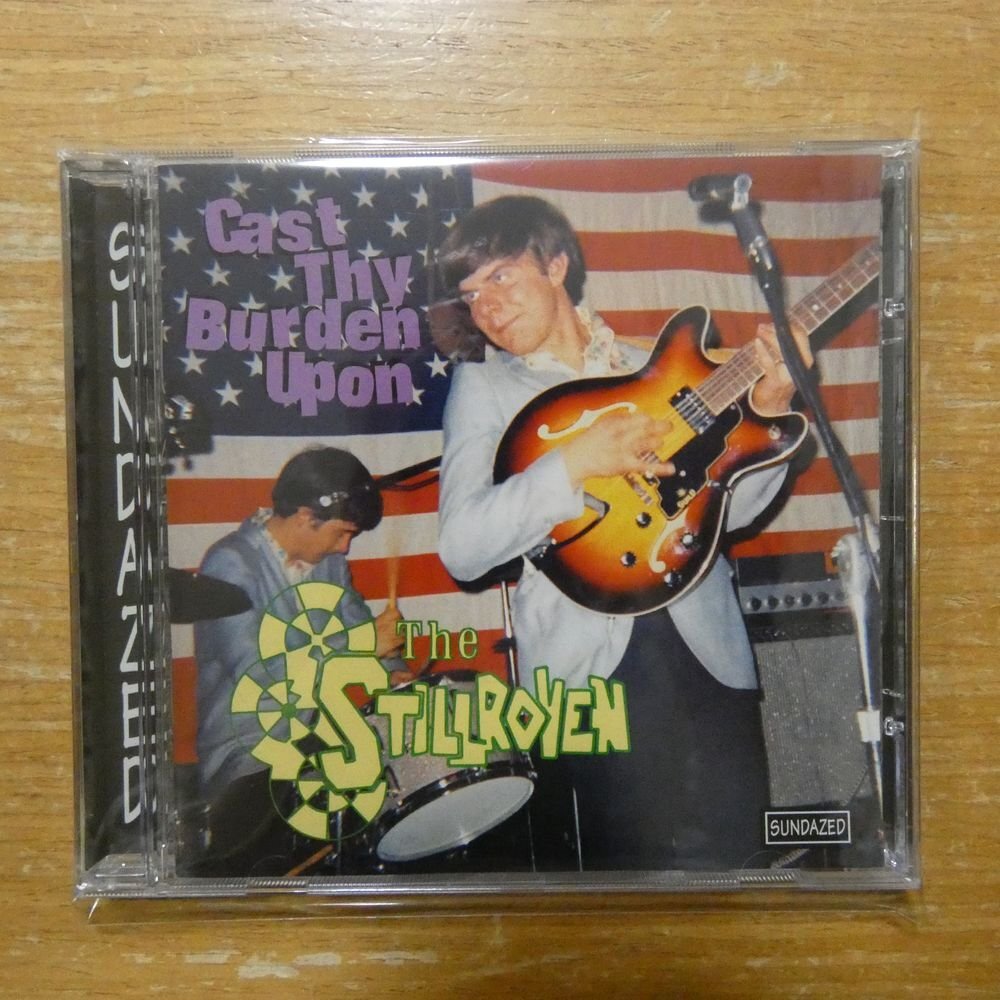 SUNDAZED
Cast
Thy
Burden
Upon
The
STILLROVEN
SUNDAZED